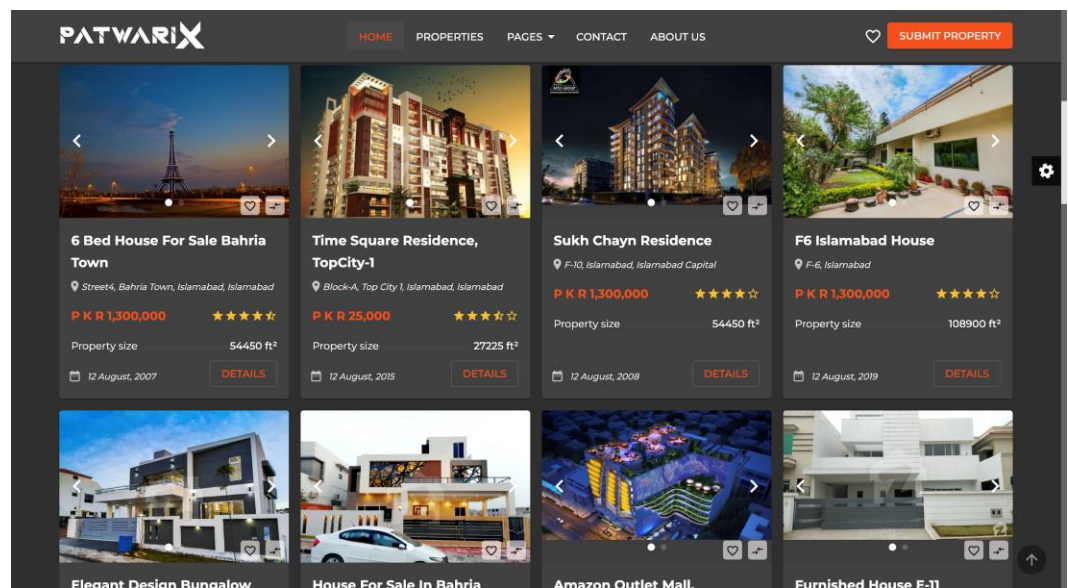 PATWARIX
HOME PROPERTIES PAGES CONTACT ABOUT US
SUBMIT PROPERTY
6 Bed House For Sale Bahria
Town
Street4, Bahria Town, Islamabad, Islamabad
P K R 1,300,000
Property size 54450 ft²
12 August, 2007 DETAILS
Time Square Residence,
TopCity-1
Block-A, Top City 1, Islamabad, Islamabad
P K R 25,000
Property size 27225 ft²
12 August, 2015 DETAILS
Sukh Chayn Residence
F-10, Islamabad, Islamabad Capital
P K R 1,300,000
Property size 54450 ft²
12 August, 2008 DETAILS
F6 Islamabad House
F-6, Islamabad
P K R 1,300,000
Property size 108900 ft²
12 August, 2019 DETAILS
Elegant Design Bungalow
House For Sale In Bahria
Amazon Outlet Mall,
Furnished House E-11